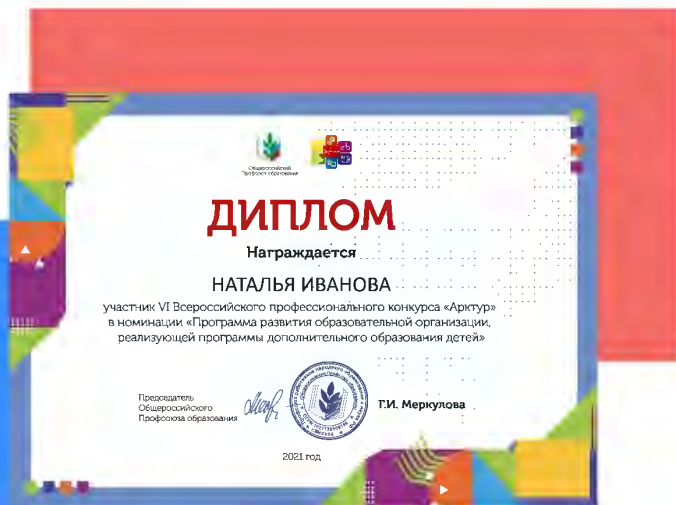 Общероссийский
Профсоюз образования
ДИПЛОМ
Награждается
НАТАЛЬЯ ИВАНОВА
участник VI Всероссийского профессионального конкурса «Арктур»
в номинации «Программа развития образовательной организации,
реализующей программы дополнительного образования детей»
Председатель
Общероссийского
Профсоюза образования
Г.И. Меркулова
2021 год